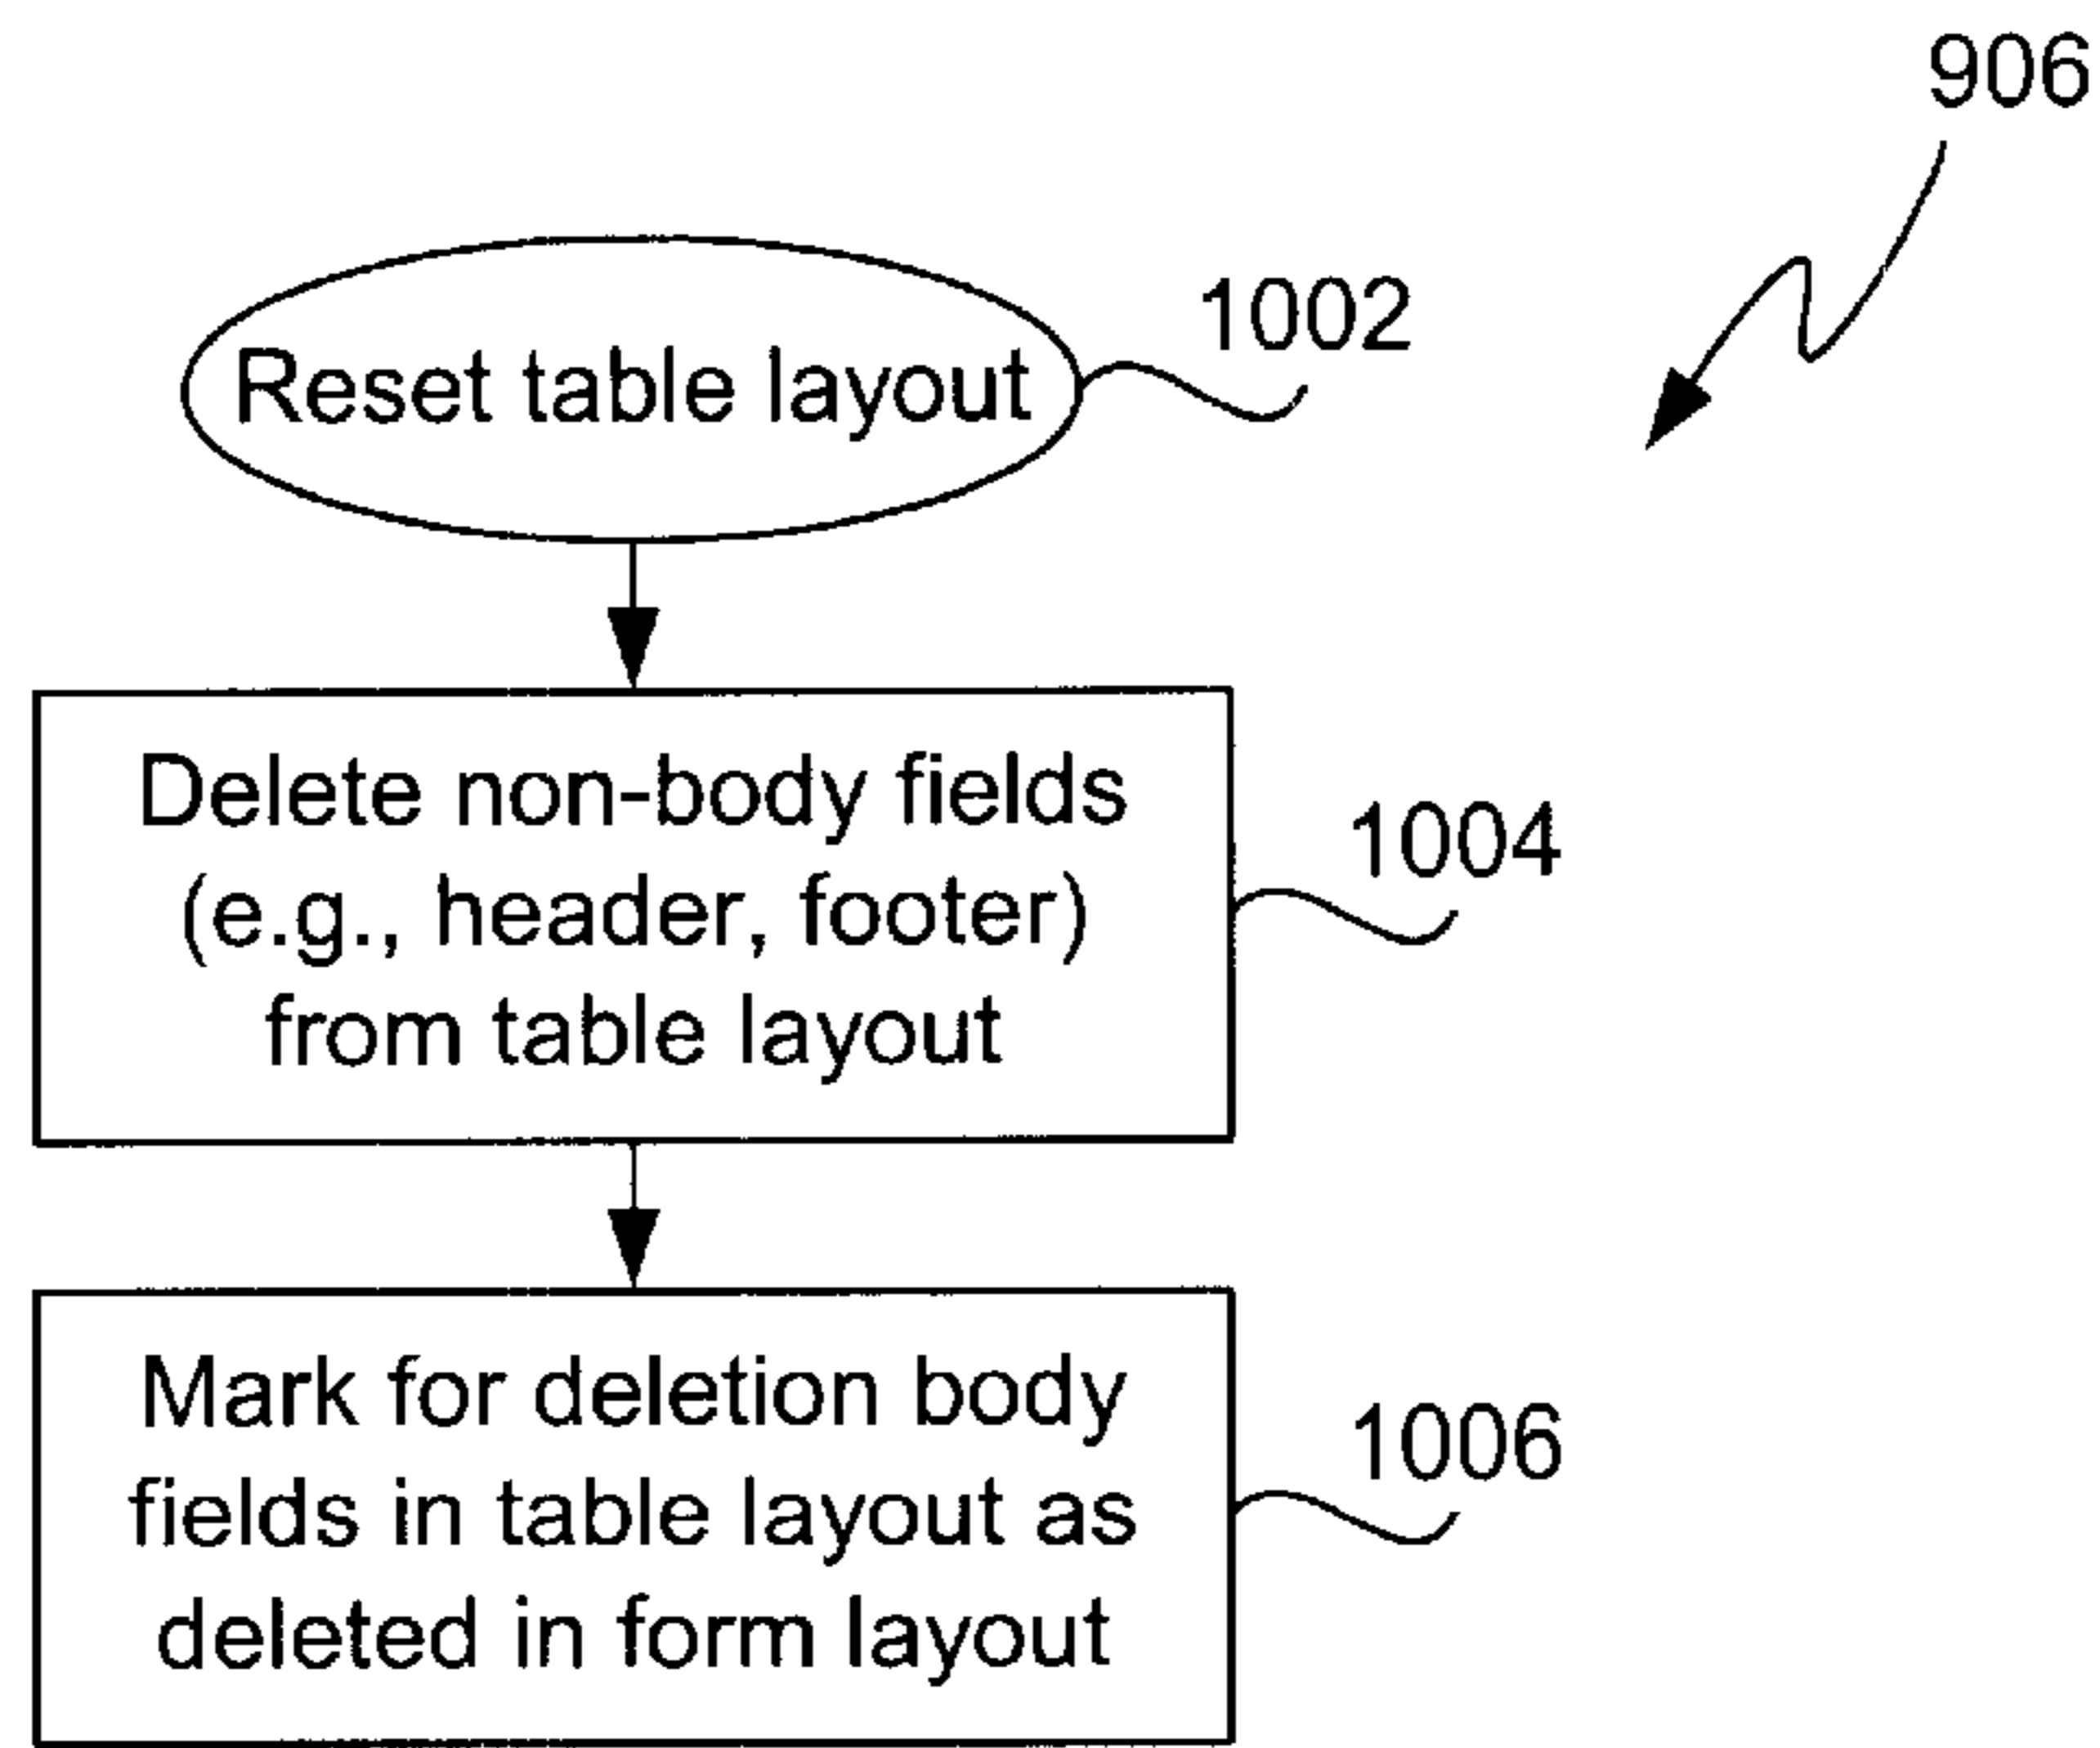 906
Reset table layout
1002
Delete non-body fields
(e.g., header, footer)
from table layout
1004
Mark for deletion body
fields in table layout as
deleted in form layout
1006